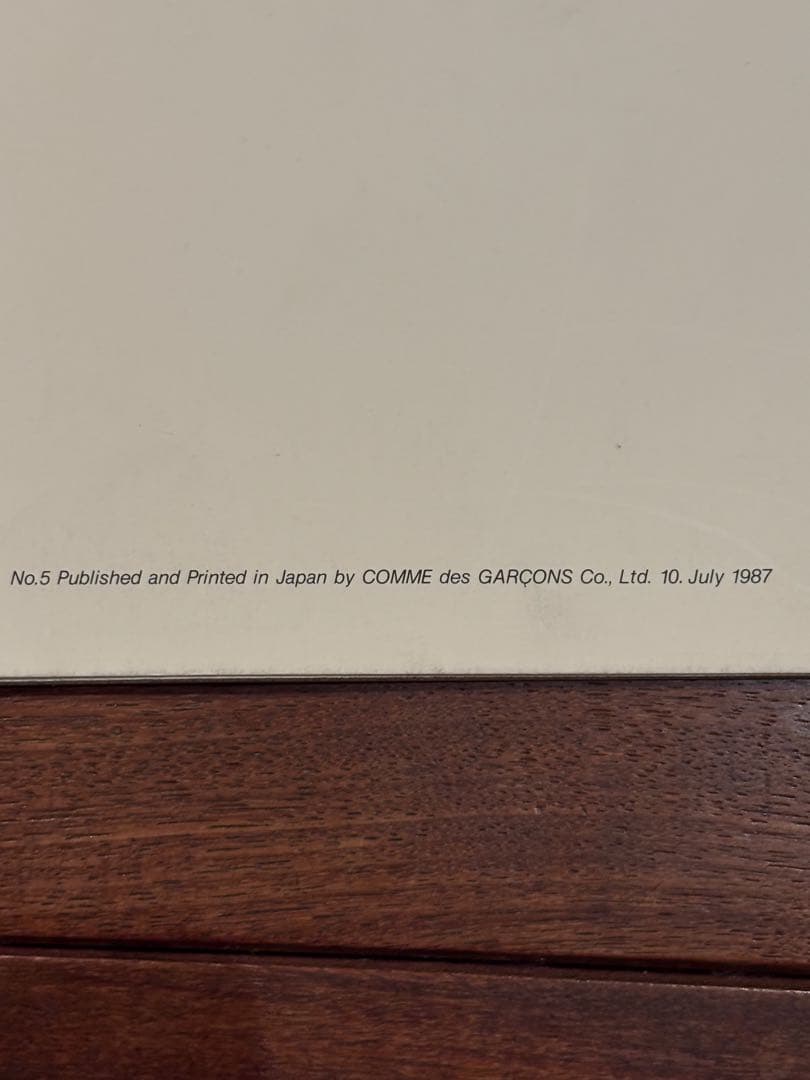 No.5 Published and Printed in Japan by COMME des GARÇONS Co., Ltd. 10. July 1987